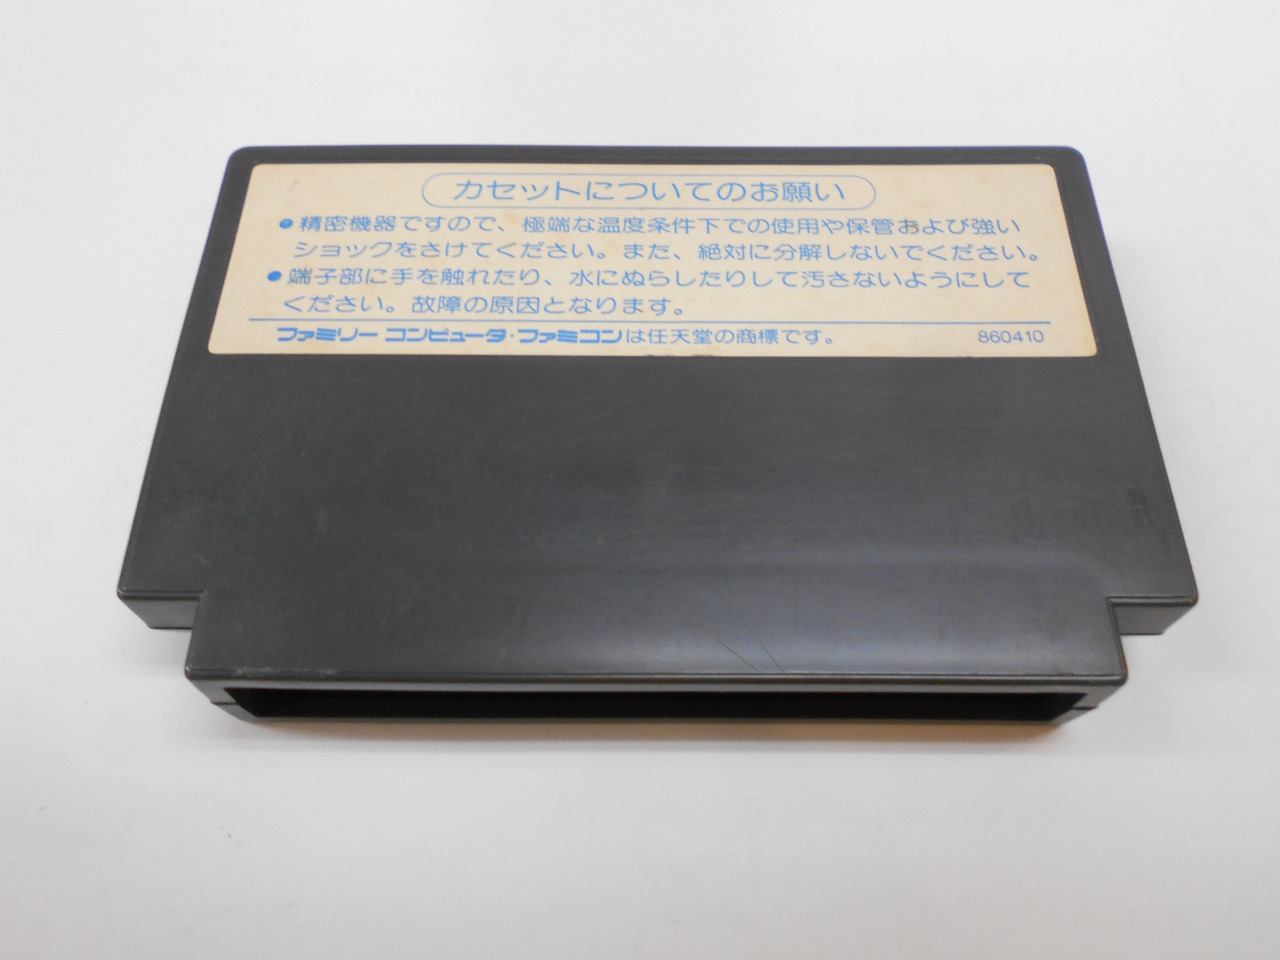 カセットについてのお願い
●精密機器ですので、極端な温度条件下での使用や保管および強い
ショックをさけてください。また、絶対に分解しないでください。
●端子部に手を触れたり、水にぬらしたりして汚さないようにして
ください。故障の原因となります。
ファミリー コンピュータ・ファミコンは任天堂の商標です。 860410